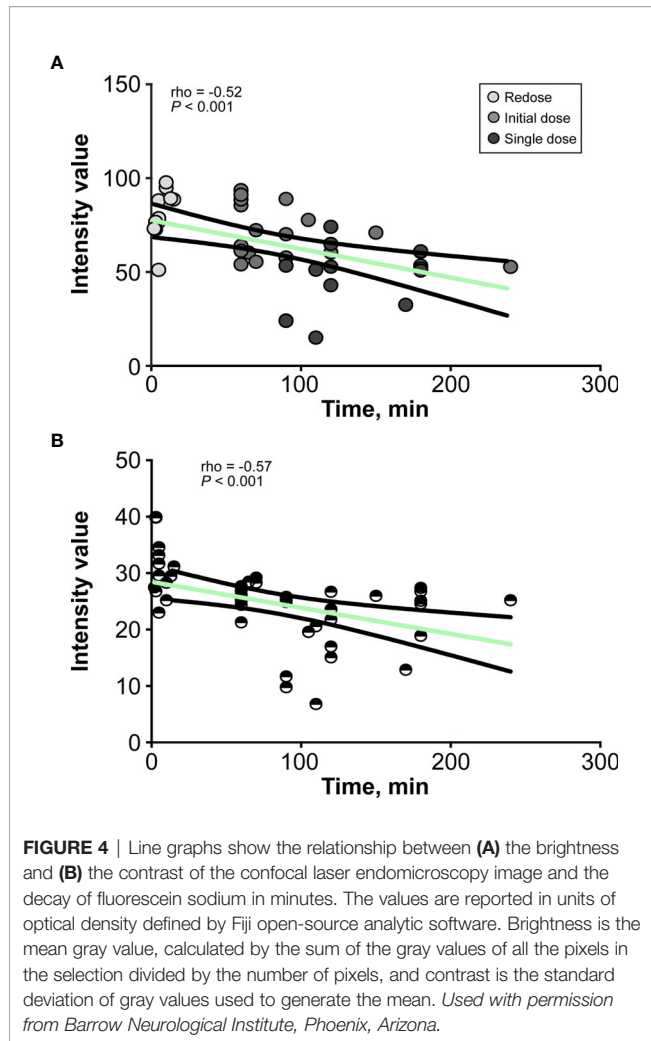 A
rho = -0.52
P < 0.001
Redose
Initial dose
Single dose
Intensity value
150
100
50
0
0 100 200 300
Time, min
B
rho = -0.57
P < 0.001
Intensity value
50
40
30
20
10
0
0 100 200 300
Time, min
FIGURE 4 | Line graphs show the relationship between (A) the brightness
and (B) the contrast of the confocal laser endomicroscopy image and the
decay of fluorescein sodium in minutes. The values are reported in units of
optical density defined by Fiji open-source analytic software. Brightness is the
mean gray value, calculated by the sum of the gray values of all the pixels in
the selection divided by the number of pixels, and contrast is the standard
deviation of gray values used to generate the mean. Used with permission
from Barrow Neurological Institute, Phoenix, Arizona.